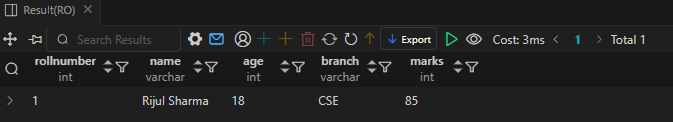 Result(RO)
Search Results Export Cost: 3ms 1 Total 1
rollnumber name age branch marks
int varchar int varchar int
1 Rijul Sharma 18 CSE 85